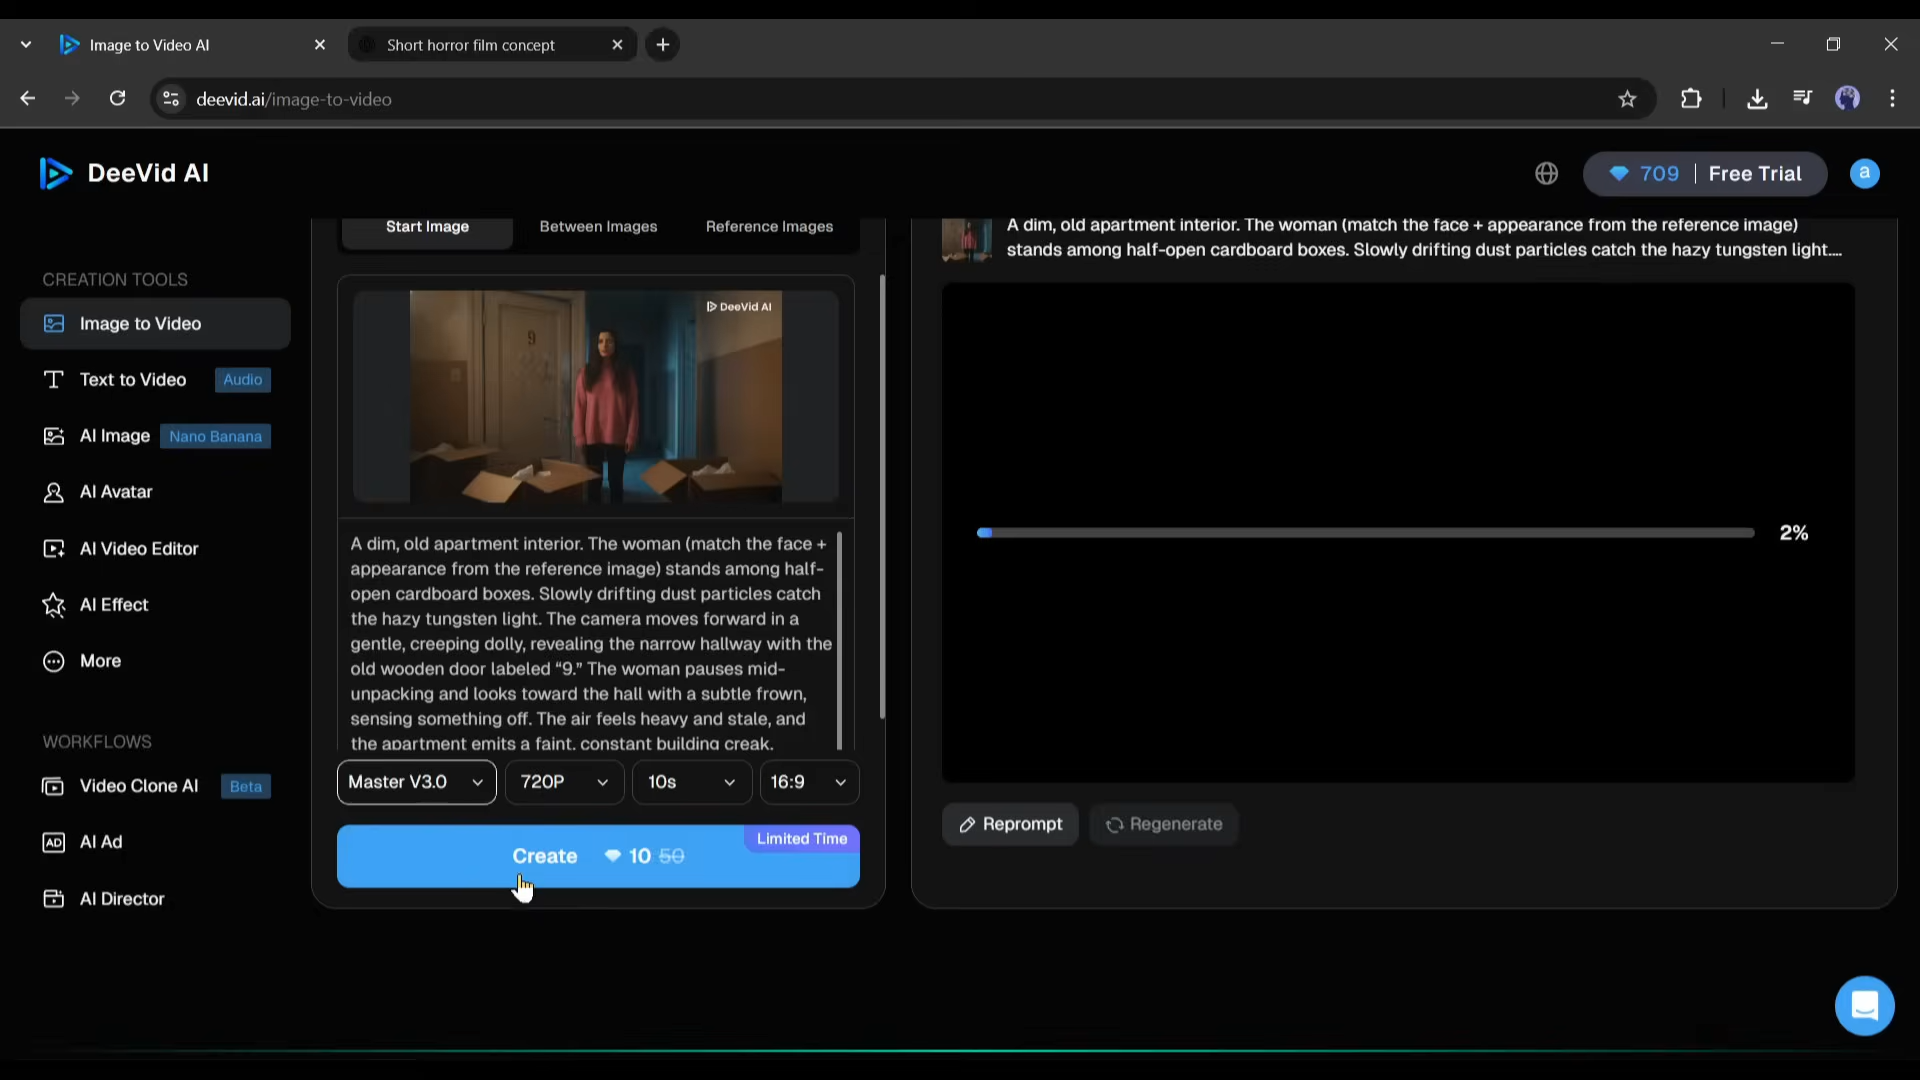 Image to Video AI
Short horror film concept
deevid.ai/image-to-video
DeeVid AI
709 | Free Trial
a
CREATION TOOLS
Image to Video
Text to Video Audio
AI Image Nano Banana
AI Avatar
AI Video Editor
AI Effect
More
WORKFLOWS
Video Clone AI Beta
AI Ad
AI Director
Start Image Between Images Reference Images
DeeVid AI
9
A dim, old apartment interior. The woman (match the face +
appearance from the reference image) stands among half-
open cardboard boxes. Slowly drifting dust particles catch
the hazy tungsten light. The camera moves forward in a
gentle, creeping dolly, revealing the narrow hallway with the
old wooden door labeled “9.” The woman pauses mid-
unpacking and looks toward the hall with a subtle frown,
sensing something off. The air feels heavy and stale, and
the apartment emits a faint, constant building creak.
Master V3.0 720P 10s 16:9
Limited Time
Create 10 50
A dim, old apartment interior. The woman (match the face + appearance from the reference image)
stands among half-open cardboard boxes. Slowly drifting dust particles catch the hazy tungsten light....
2%
Reprompt Regenerate